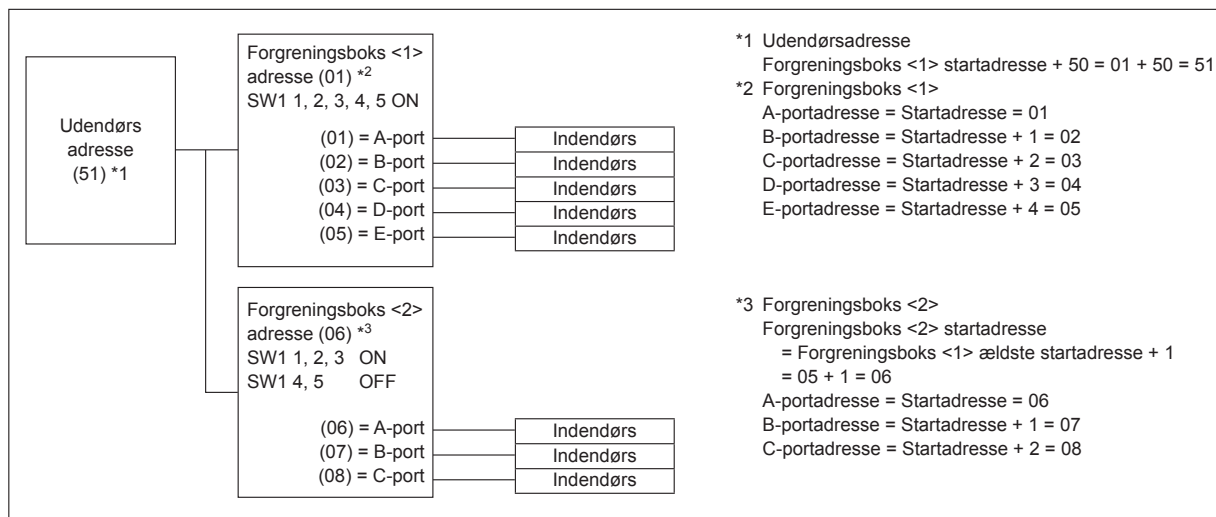 Udendørs
adresse
(51) *1
Forgreningsboks <1>
adresse (01) *2
SW1 1, 2, 3, 4, 5 ON
(01) = A-port
(02) = B-port
(03) = C-port
(04) = D-port
(05) = E-port
Indendørs
Indendørs
Indendørs
Indendørs
Indendørs
Forgreningsboks <2>
adresse (06) *3
SW1 1, 2, 3 ON
SW1 4, 5 OFF
(06) = A-port
(07) = B-port
(08) = C-port
Indendørs
Indendørs
Indendørs
*1 Udendørsadresse
Forgreningsboks <1> startadresse + 50 = 01 + 50 = 51
*2 Forgreningsboks <1>
A-portadresse = Startadresse = 01
B-portadresse = Startadresse + 1 = 02
C-portadresse = Startadresse + 2 = 03
D-portadresse = Startadresse + 3 = 04
E-portadresse = Startadresse + 4 = 05
*3 Forgreningsboks <2>
Forgreningsboks <2> startadresse
= Forgreningsboks <1> ældste startadresse + 1
= 05 + 1 = 06
A-portadresse = Startadresse = 06
B-portadresse = Startadresse + 1 = 07
C-portadresse = Startadresse + 2 = 08